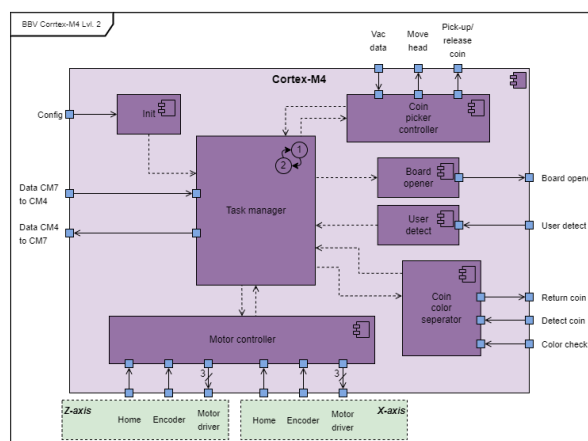 BBV Corrtex-M4 Lvl. 2
Vac
data
Move
head
Pick-up/
release
coin
Cortex-M4
Config
Init
Coin
picker
controller
1
2
Task manager
Board
opener
Board opene
Data CM7
to CM4
User
detect
User detect
Data CM4
to CM7
Coin
color
seperator
Return coin
Detect coin
Color check
Motor controller
3
3
Z-axis
Home
Encoder
Motor
driver
Home
Encoder
Motor
driver
X-axis